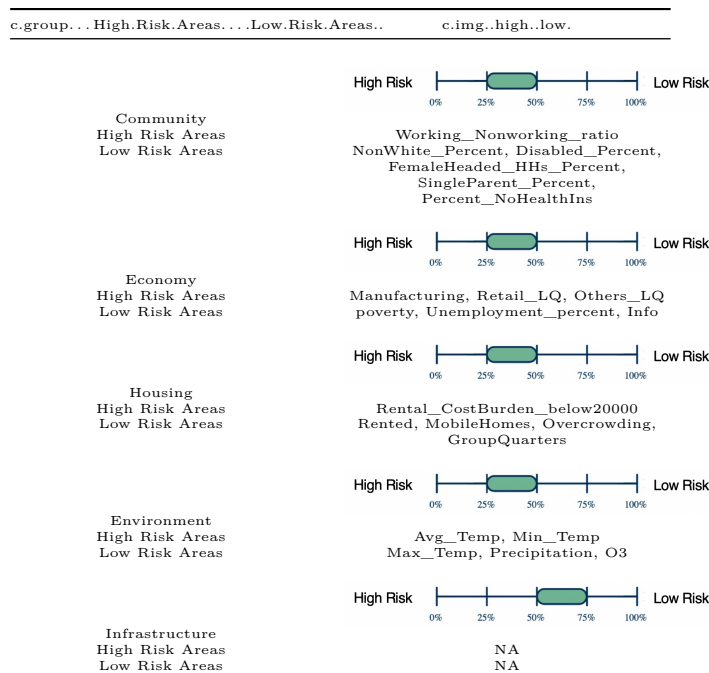 c.group...High.Risk.Areas....Low.Risk.Areas.. c.img..high..low.
High Risk Low Risk
0% 25% 50% 75% 100%
Community
High Risk Areas Working_Nonworking_ratio
Low Risk Areas NonWhite_Percent, Disabled_Percent,
FemaleHeaded_HHs_Percent,
SingleParent_Percent,
Percent_NoHealthIns
High Risk Low Risk
0% 25% 50% 75% 100%
Economy
High Risk Areas Manufacturing, Retail_LQ, Others_LQ
Low Risk Areas poverty, Unemployment_percent, Info
High Risk Low Risk
0% 25% 50% 75% 100%
Housing
High Risk Areas Rental_CostBurden_below20000
Low Risk Areas Rented, MobileHomes, Overcrowding,
GroupQuarters
High Risk Low Risk
0% 25% 50% 75% 100%
Environment
High Risk Areas Avg_Temp, Min_Temp
Low Risk Areas Max_Temp, Precipitation, O3
High Risk Low Risk
0% 25% 50% 75% 100%
Infrastructure
High Risk Areas NA
Low Risk Areas NA